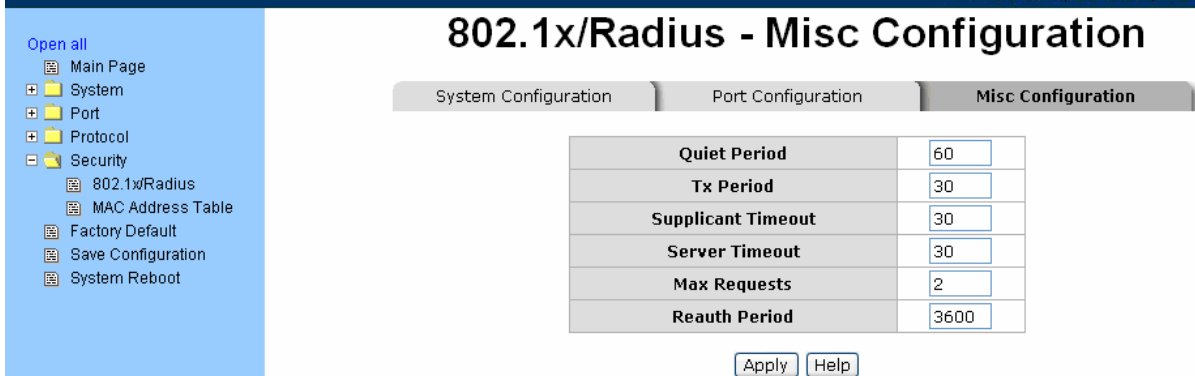 802.1x/Radius - Misc Configuration
Open all
Main Page
System
Port
Protocol
Security
802.1x/Radius
MAC Address Table
Factory Default
Save Configuration
System Reboot
System Configuration Port Configuration Misc Configuration
Quiet Period 60
Tx Period 30
Supplicant Timeout 30
Server Timeout 30
Max Requests 2
Reauth Period 3600
Apply Help